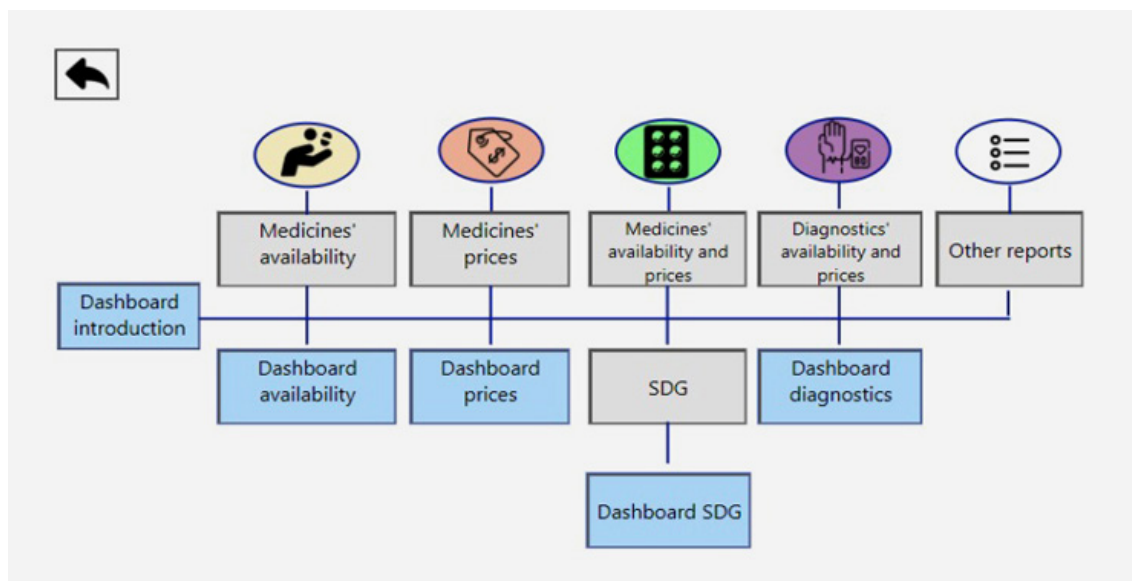 Medicines'
availability
Medicines'
prices
Medicines'
availability and
prices
Diagnostics'
availability and
prices
Other reports
Dashboard
introduction
Dashboard
availability
Dashboard
prices
SDG
Dashboard
diagnostics
Dashboard SDG